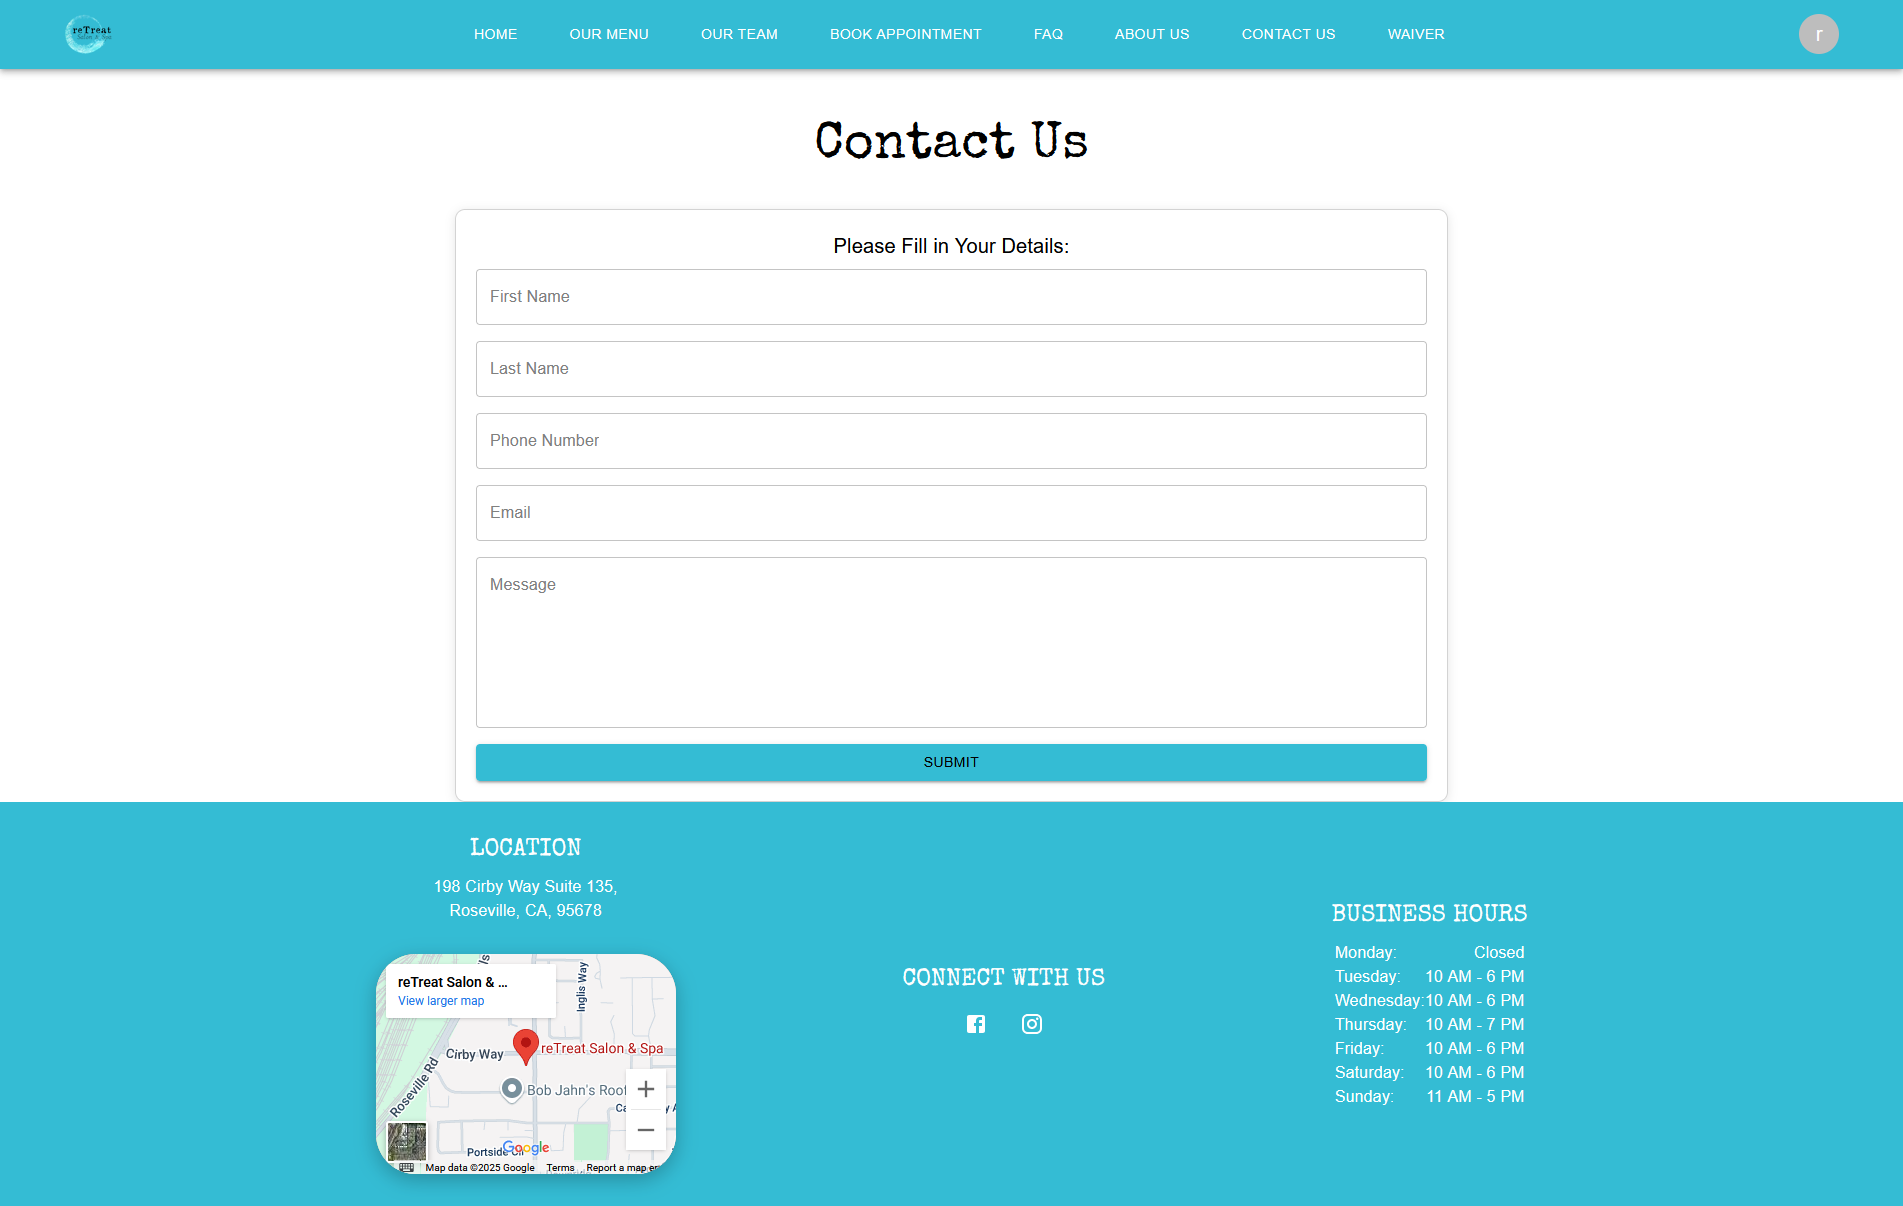 reTreat
Salon & Spa
HOME
OUR MENU
OUR TEAM
BOOK APPOINTMENT
FAQ
ABOUT US
CONTACT US
WAIVER
r
Contact Us
Please Fill in Your Details:
First Name
Last Name
Phone Number
Email
Message
SUBMIT
LOCATION
198 Cirby Way Suite 135,
Roseville, CA, 95678
reTreat Salon & ...
View larger map
Inglis Way
Cirby Way
reTreat Salon & Spa
Roseville Rd
Bob Jahn's Roof
Portside Cir
Google
Map data ©2025 Google
Terms
Report a map er
CONNECT WITH US
BUSINESS HOURS
Monday: Closed
Tuesday: 10 AM - 6 PM
Wednesday: 10 AM - 6 PM
Thursday: 10 AM - 7 PM
Friday: 10 AM - 6 PM
Saturday: 10 AM - 6 PM
Sunday: 11 AM - 5 PM